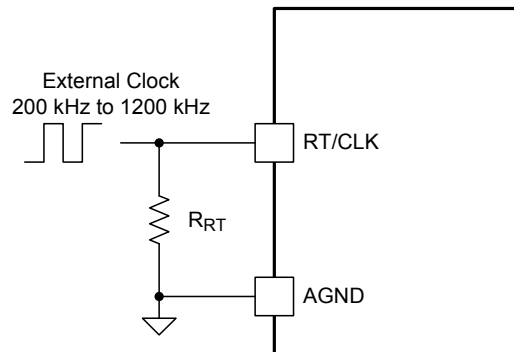 External Clock
200 kHz to 1200 kHz
RT/CLK
RRT
AGND